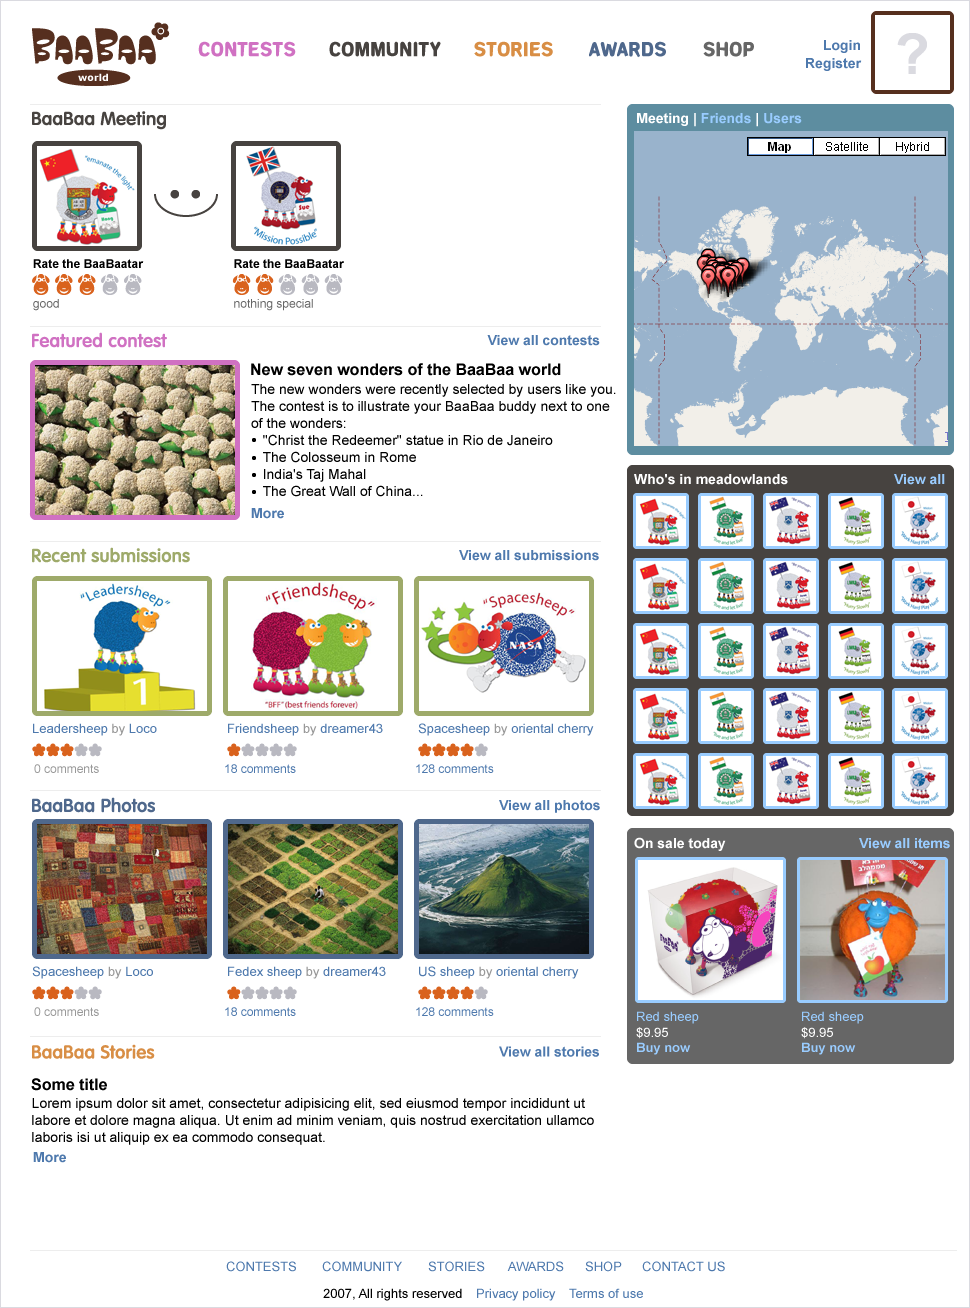 BaaBaa
world
CONTESTS COMMUNITY STORIES AWARDS SHOP
Login
Register
?
BaaBaa Meeting
"emanate the light"
"Mission Possible"
Sue
Rate the BaaBaatar
good
Rate the BaaBaatar
nothing special
Featured contest
View all contests
New seven wonders of the BaaBaa world
The new wonders were recently selected by users like you.
The contest is to illustrate your BaaBaa buddy next to one
of the wonders:
• "Christ the Redeemer" statue in Rio de Janeiro
• The Colosseum in Rome
• India's Taj Mahal
• The Great Wall of China...
More
Recent submissions
View all submissions
"Leadersheep"
1
"Friendsheep"
"BFF" (best friends forever)
"Spacesheep"
NASA
Leadersheep by Loco
0 comments
Friendsheep by dreamer43
18 comments
Spacesheep by oriental cherry
128 comments
BaaBaa Photos
View all photos
Spacesheep by Loco
0 comments
Fedex sheep by dreamer43
18 comments
US sheep by oriental cherry
128 comments
BaaBaa Stories
View all stories
Some title
Lorem ipsum dolor sit amet, consectetur adipisicing elit, sed eiusmod tempor incididunt ut
labore et dolore magna aliqua. Ut enim ad minim veniam, quis nostrud exercitation ullamco
laboris isi ut aliquip ex ea commodo consequat.
More
Meeting | Friends | Users
Map Satellite Hybrid
Who's in meadowlands
View all
On sale today
View all items
BaaBaa
Red sheep
$9.95
Buy now
Red sheep
$9.95
Buy now
CONTESTS COMMUNITY STORIES AWARDS SHOP CONTACT US
2007, All rights reserved Privacy policy Terms of use